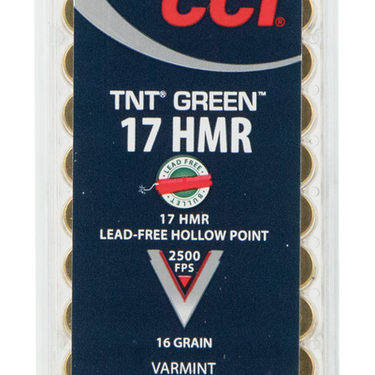 CCI®
TNT® GREEN™
17 HMR
LEAD FREE
BULLET
17 HMR
LEAD-FREE HOLLOW POINT
2500
FPS
16 GRAIN
VARMINT